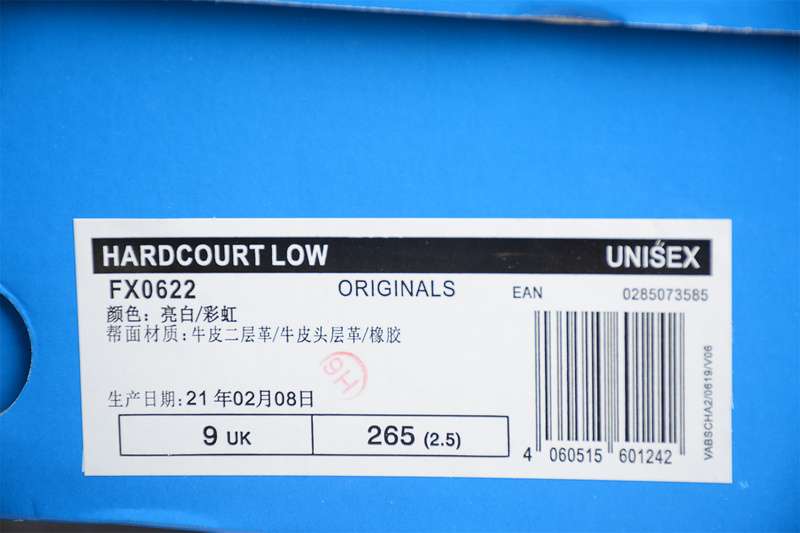 HARDCOURT LOW UNISEX
FX0622 ORIGINALS EAN 0285073585
颜色：亮白/彩虹
帮面材质：牛皮二层革/牛皮头层革/橡胶
9H
生产日期：21 年02月08日
9 UK 265 (2.5)
4 060515 601242
VABSCHA2/0619/V06